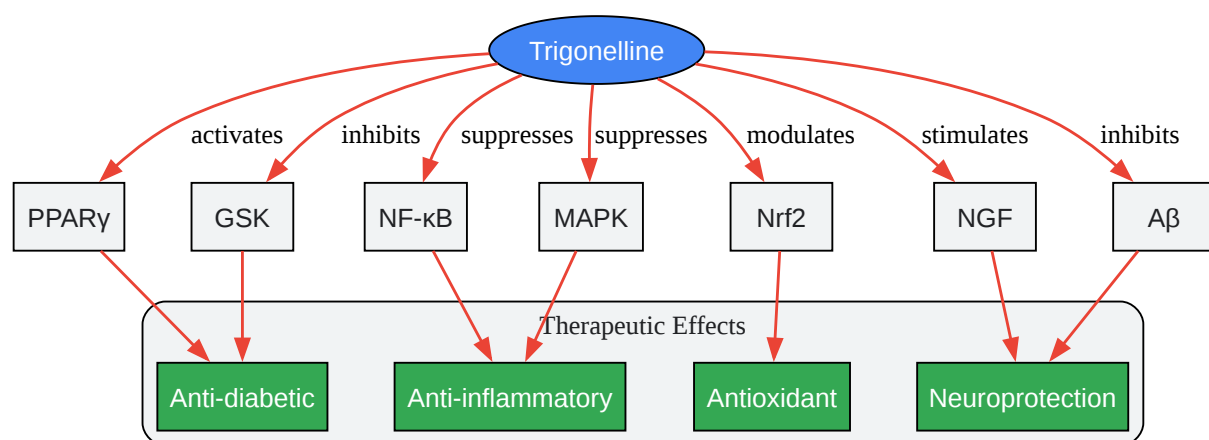 Trigonelline
activates
inhibits
suppresses
suppresses
modulates
stimulates
inhibits
PPARγ
GSK
NF-κB
MAPK
Nrf2
NGF
Aβ
Therapeutic Effects
Anti-diabetic
Anti-inflammatory
Antioxidant
Neuroprotection